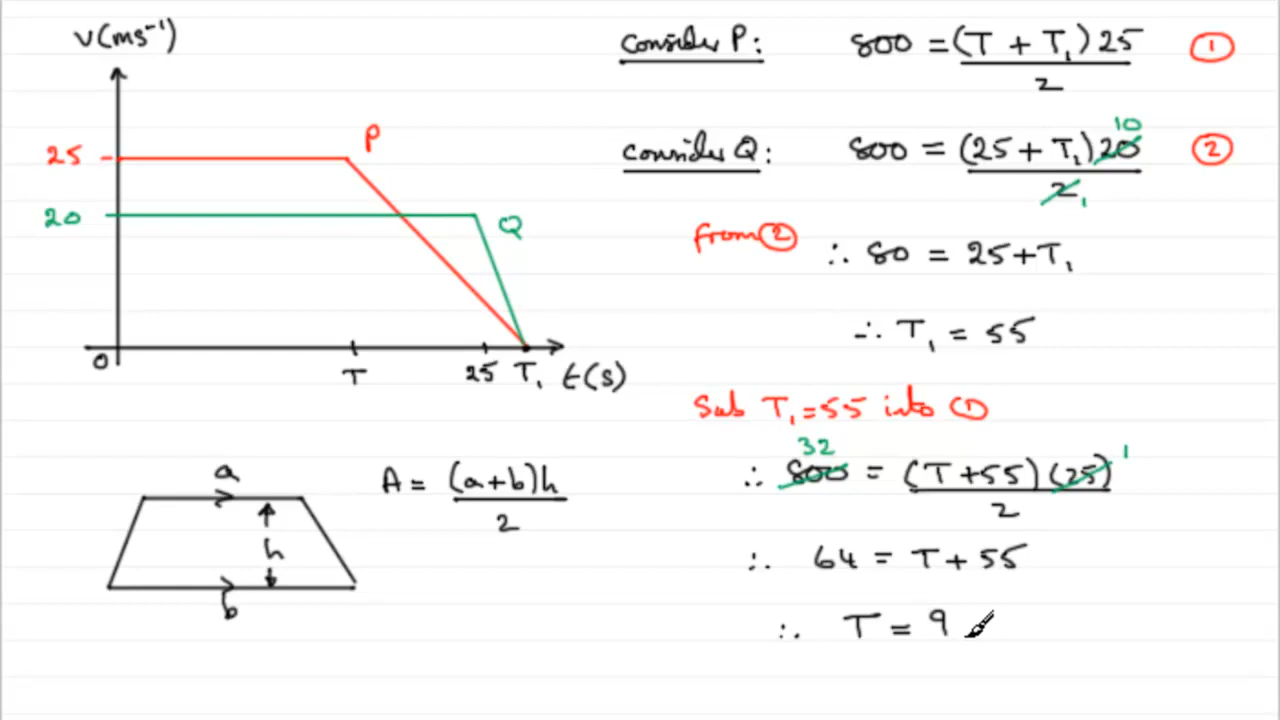 v(ms⁻¹)
25
P
20
Q
0
T
25
T₁
t(s)
a
h
b
A = (a+b)h
2
Consider P: 800 = (T + T₁)25 ①
2
Consider Q: 800 = (25 + T₁)20 10 ②
2 1
from ② ∴ 80 = 25+T₁
∴ T₁ = 55
Sub T₁=55 into ①
32 1
∴ 800 = (T+55)(25)
2
∴ 64 = T + 55
∴ T = 9